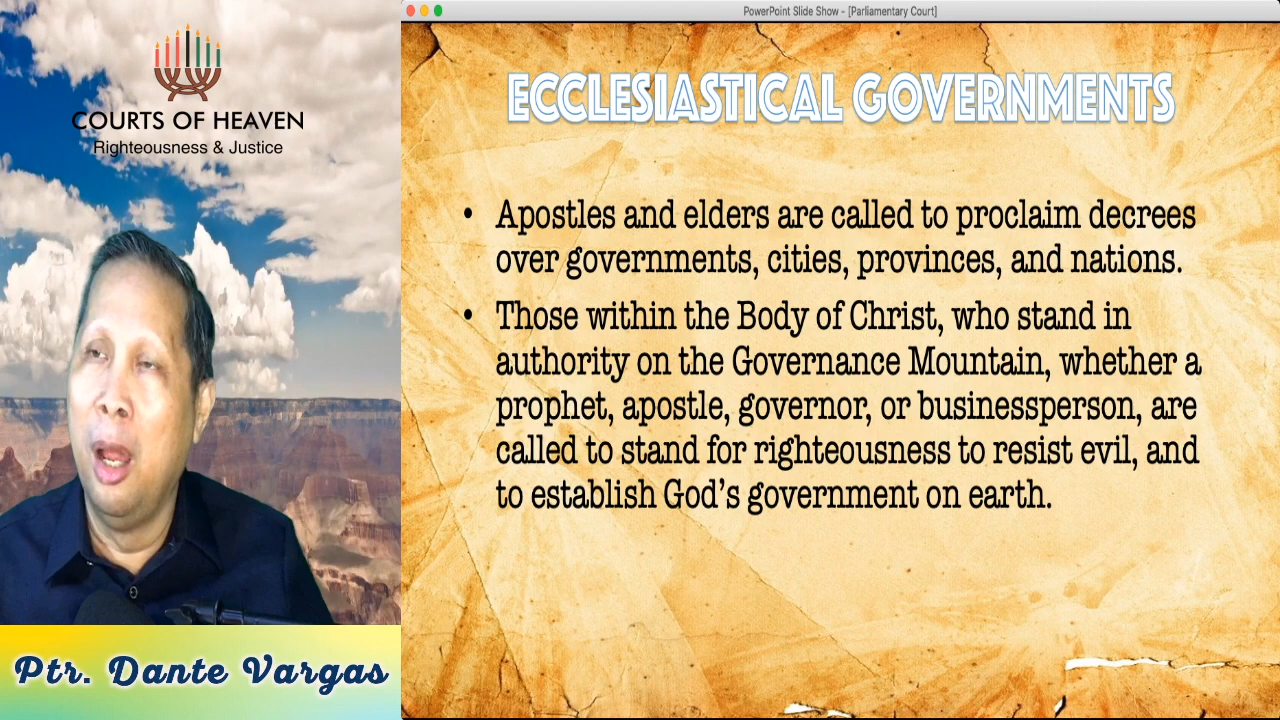 COURTS OF HEAVEN
Righteousness & Justice
Ptr. Dante Vargas
PowerPoint Slide Show - [Parliamentary Court]
ECCLESIASTICAL GOVERNMENTS
• Apostles and elders are called to proclaim decrees
over governments, cities, provinces, and nations.
• Those within the Body of Christ, who stand in
authority on the Governance Mountain, whether a
prophet, apostle, governor, or businessperson, are
called to stand for righteousness to resist evil, and
to establish God's government on earth.